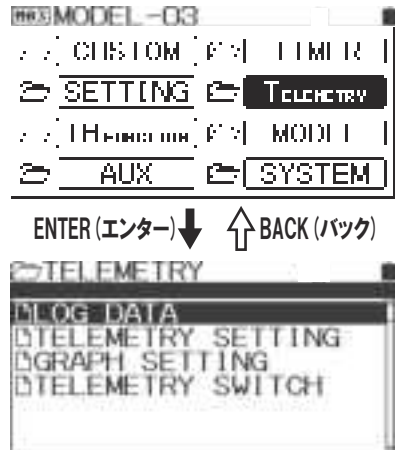 MODEL-03
CUSTOM TIMER
SETTING TELEMETRY
MODEL
AUX SYSTEM
ENTER (エンター) BACK (バック)
TELEMETRY
LOG DATA
TELEMETRY SETTING
GRAPH SETTING
TELEMETRY SWITCH